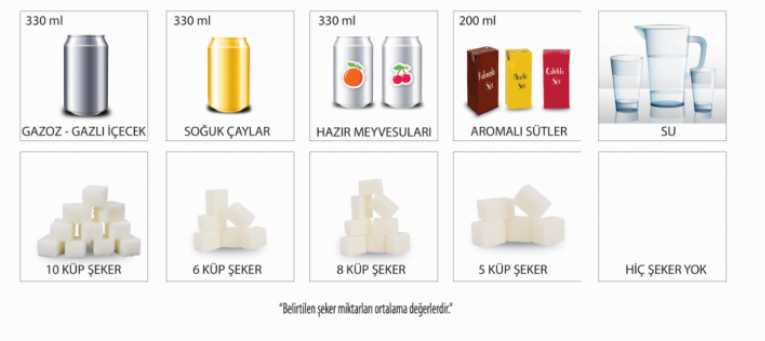 330 ml
330 ml
330 ml
200 ml
GAZOZ - GAZLI İÇECEK
SOĞUK ÇAYLAR
HAZIR MEYVESULARI
AROMALI SÜTLER
SU
10 KÜP ŞEKER
6 KÜP ŞEKER
8 KÜP ŞEKER
5 KÜP ŞEKER
HİÇ ŞEKER YOK
"Belirtilen şeker miktarları ortalama değerlerdir."